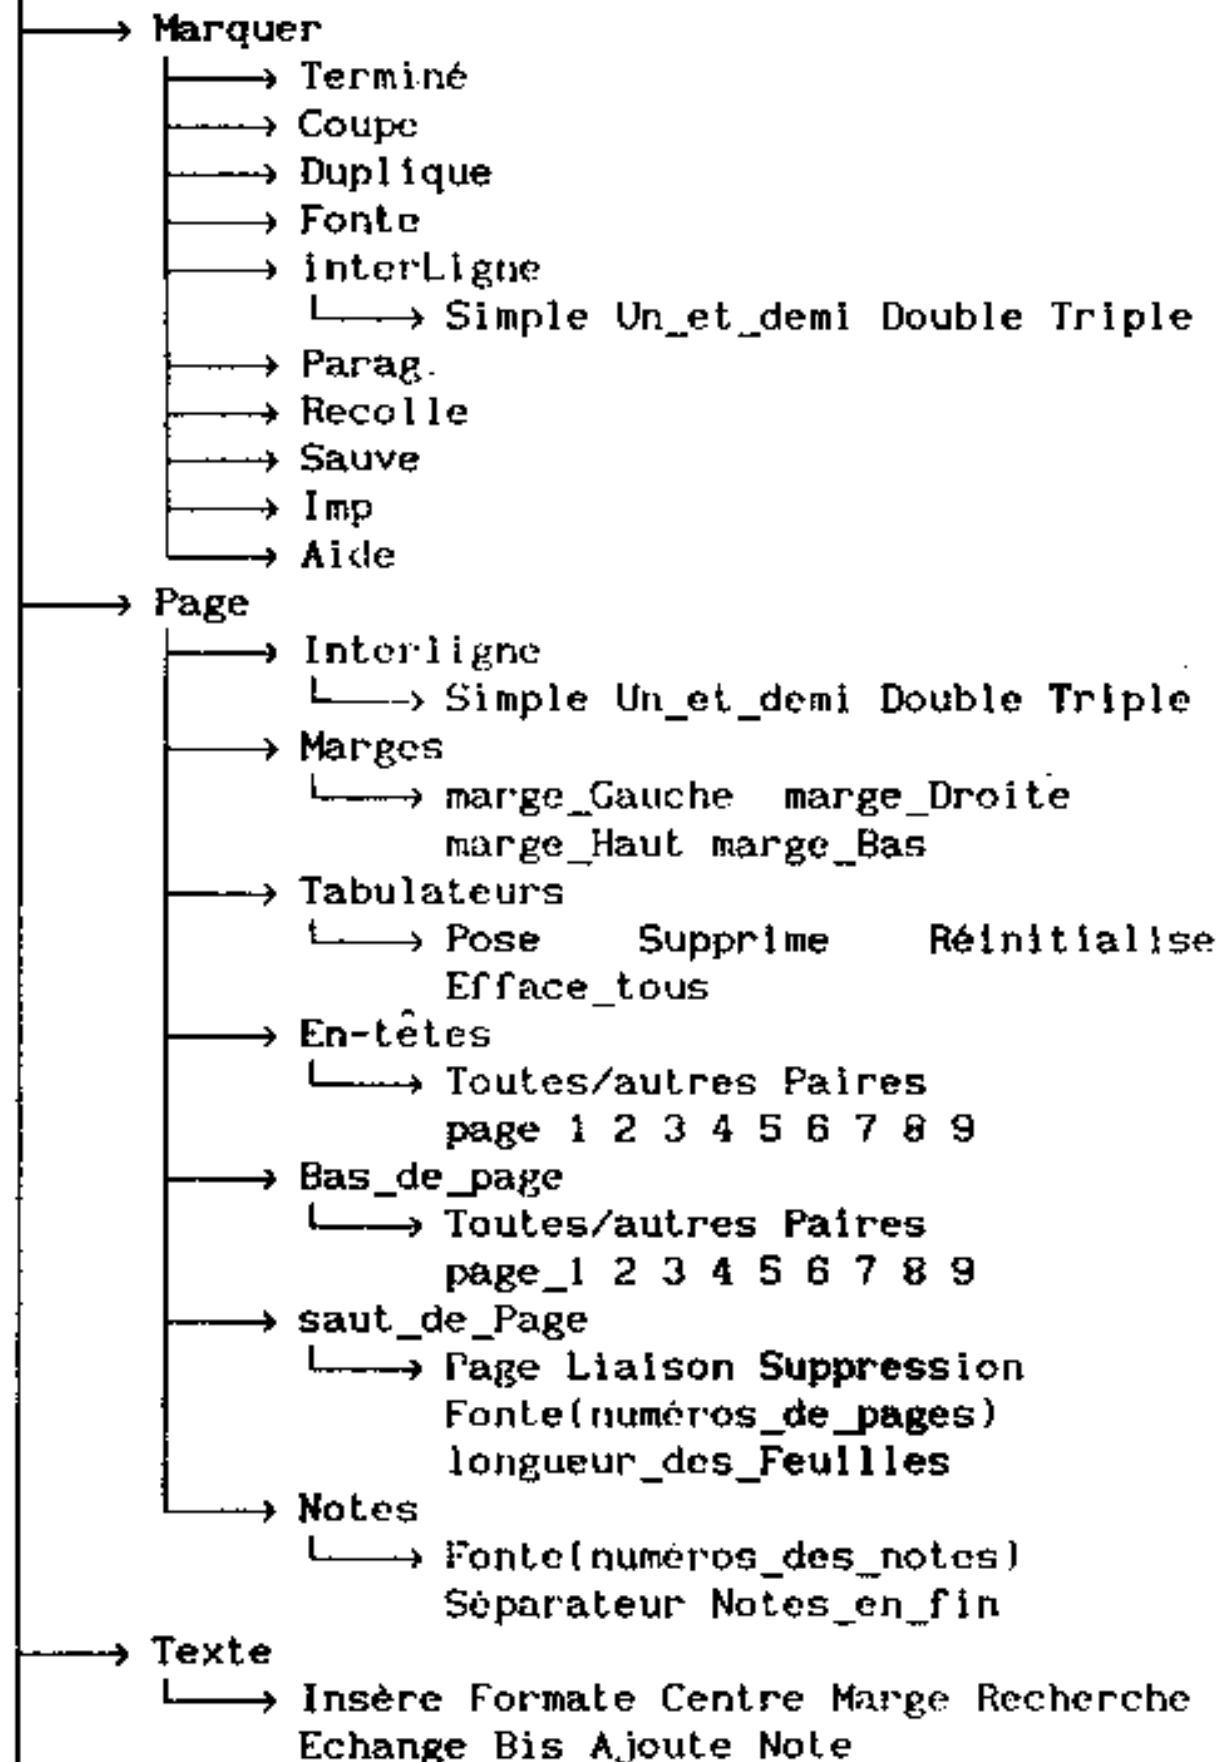 Marquer
Terminé
Coupe
Duplique
Fonte
interLigne
Simple Un_et_demi Double Triple
Parag.
Recolle
Sauve
Imp
Aide
Page
Interligne
Simple Un_et_demi Double Triple
Marges
marge_Gauche marge_Droite
marge_Haut marge_Bas
Tabulateurs
Pose Supprime Réinitialise
Efface_tous
En-têtes
Toutes/autres Paires
page 1 2 3 4 5 6 7 8 9
Bas_de_page
Toutes/autres Paires
page_1 2 3 4 5 6 7 8 9
saut_de_Page
Page Liaison Suppression
Fonte(numéros_de_pages)
longueur_des_Feuilles
Notes
Fonte(numéros_des_notes)
Séparateur Notes_en_fin
Texte
Insère Formate Centre Marge Recherche
Echange Bis Ajoute Note